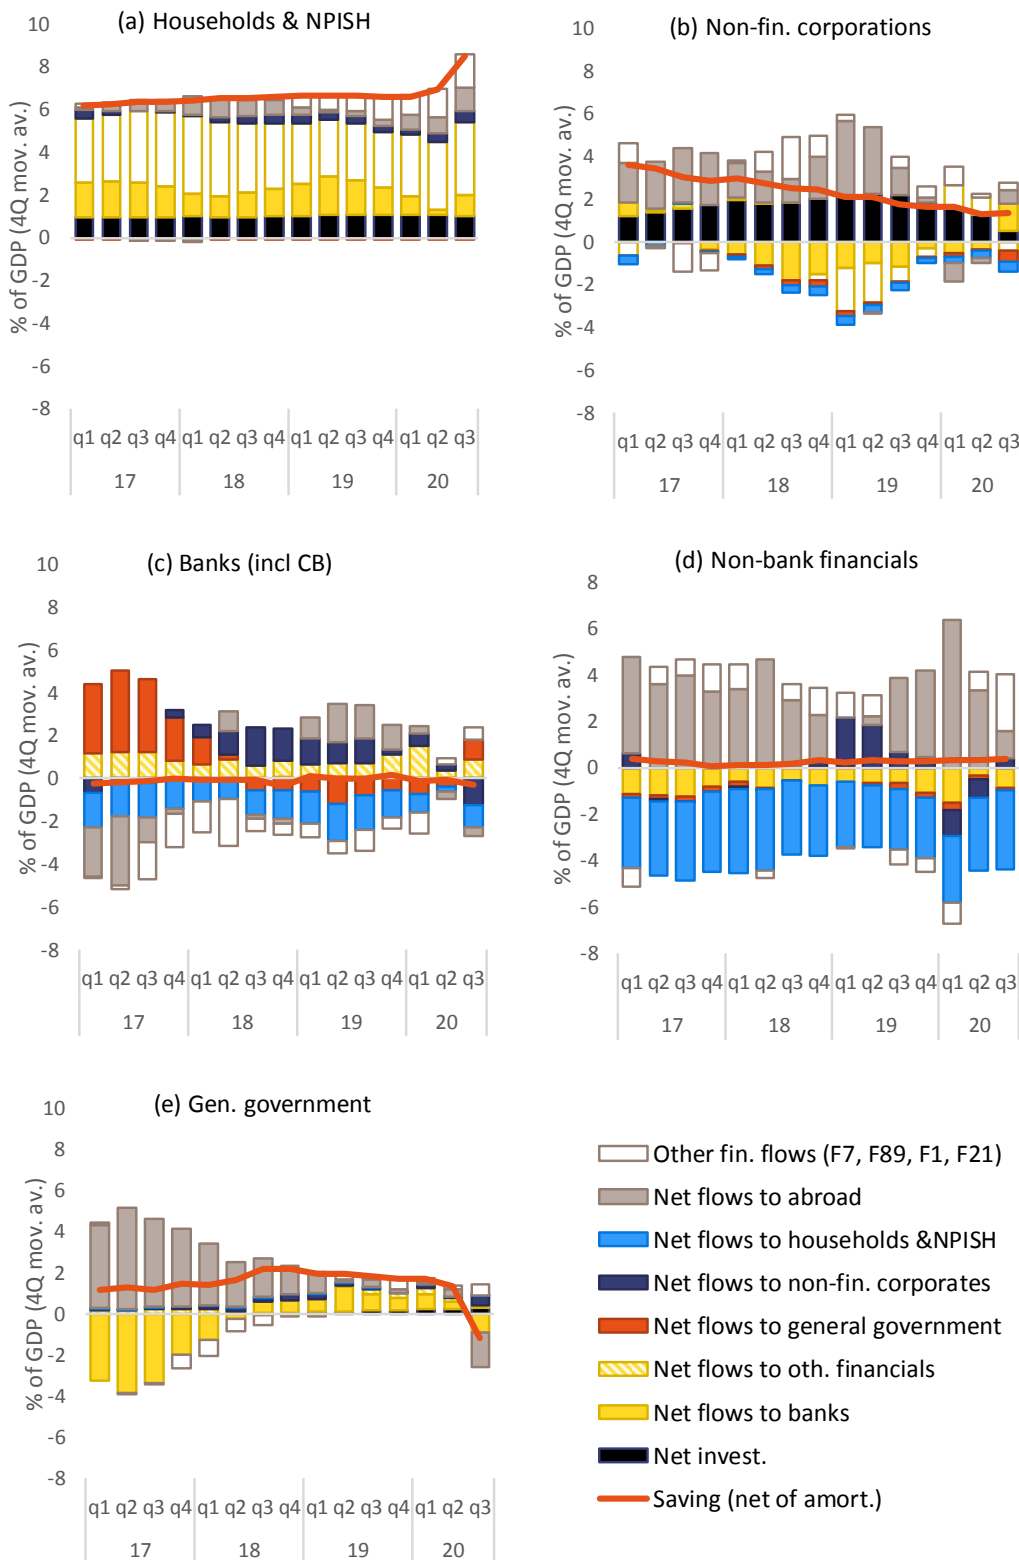 (a) Households & NPISH
% of GDP (4Q mov. av.)
10
8
6
4
2
0
-2
-4
-6
-8
q1 q2 q3 q4 q1 q2 q3 q4 q1 q2 q3 q4 q1 q2 q3
17 18 19 20
(b) Non-fin. corporations
% of GDP (4Q mov. av.)
10
8
6
4
2
0
-2
-4
-6
-8
q1 q2 q3 q4 q1 q2 q3 q4 q1 q2 q3 q4 q1 q2 q3
17 18 19 20
(c) Banks (incl CB)
% of GDP (4Q mov. av.)
10
8
6
4
2
0
-2
-4
-6
-8
q1 q2 q3 q4 q1 q2 q3 q4 q1 q2 q3 q4 q1 q2 q3
17 18 19 20
(d) Non-bank financials
% of GDP (4Q mov. av.)
8
6
4
2
0
-2
-4
-6
-8
q1 q2 q3 q4 q1 q2 q3 q4 q1 q2 q3 q4 q1 q2 q3
17 18 19 20
(e) Gen. government
% of GDP (4Q mov. av.)
10
8
6
4
2
0
-2
-4
-6
-8
q1 q2 q3 q4 q1 q2 q3 q4 q1 q2 q3 q4 q1 q2 q3
17 18 19 20
Other fin. flows (F7, F89, F1, F21)
Net flows to abroad
Net flows to households &NPISH
Net flows to non-fin. corporates
Net flows to general government
Net flows to oth. financials
Net flows to banks
Net invest.
Saving (net of amort.)